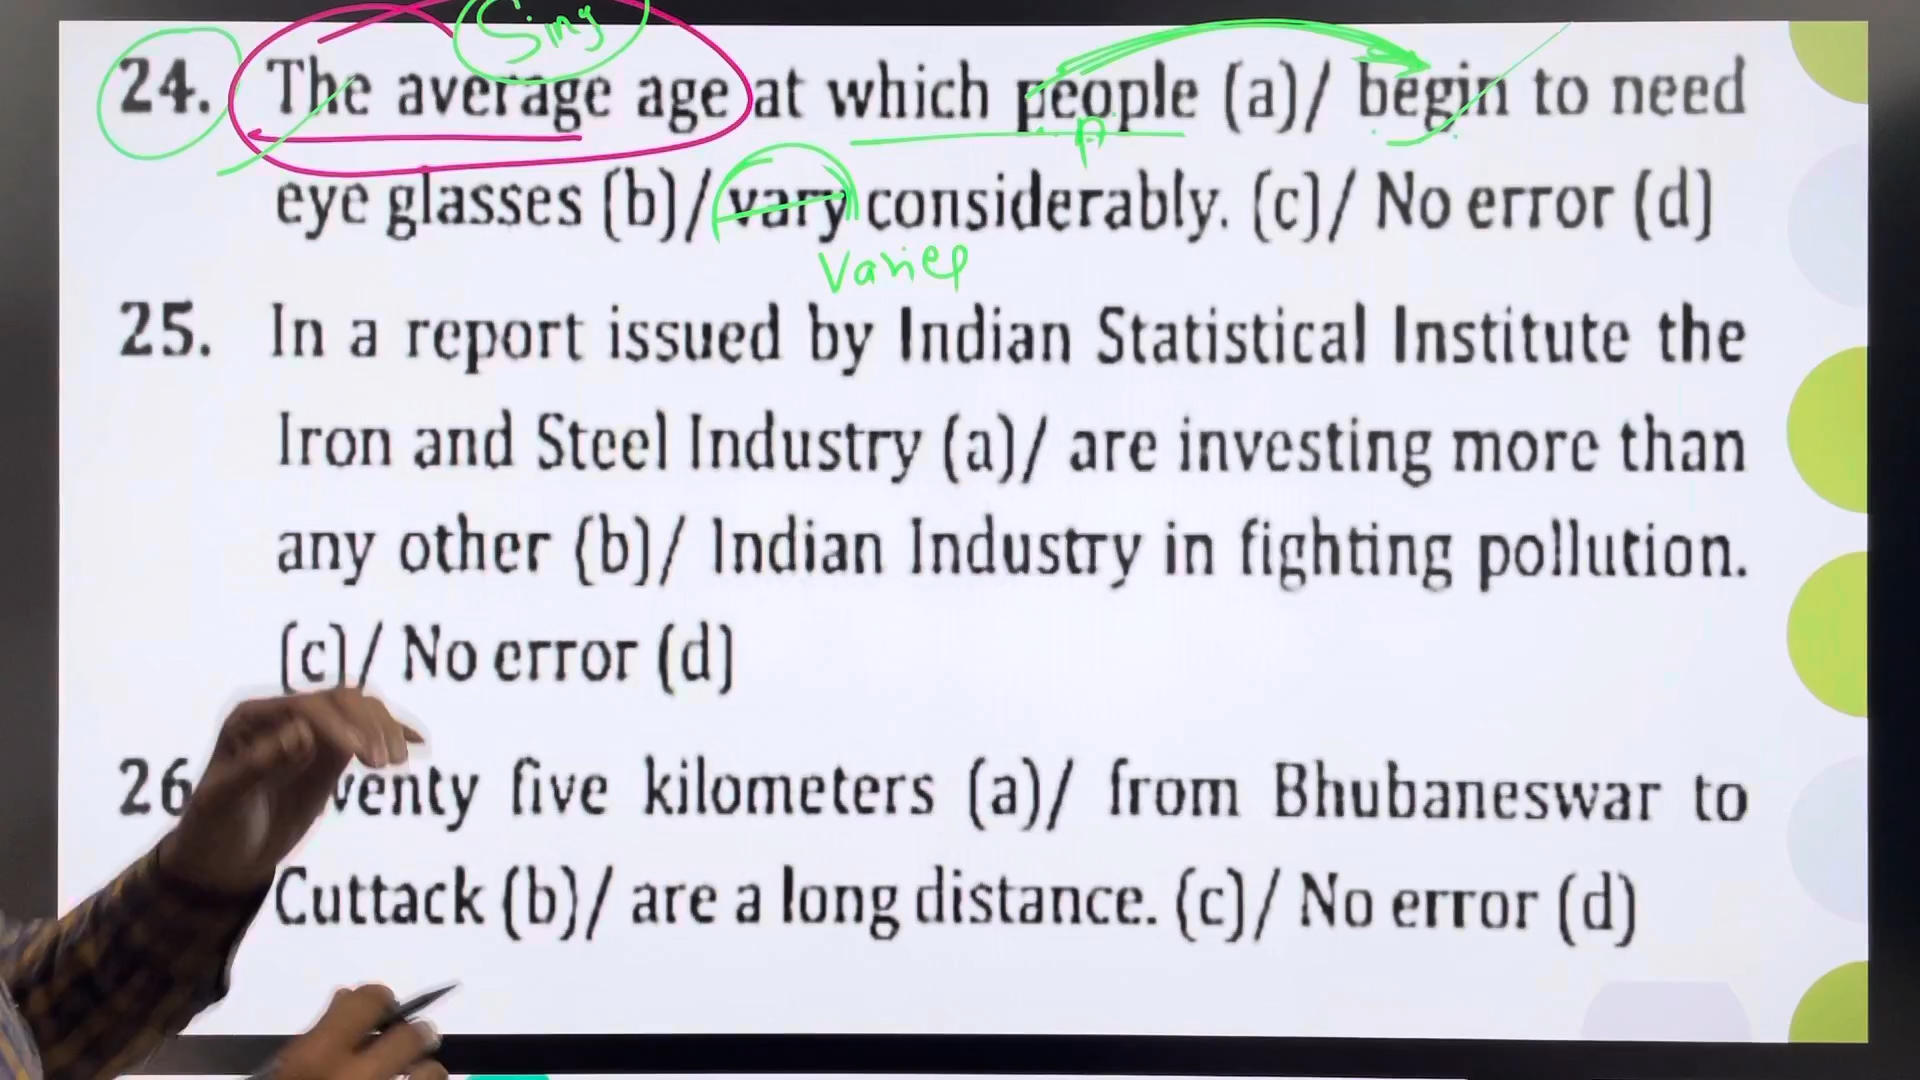 Sing
24. The average age at which people (a)/ begin to need
P
eye glasses (b)/ vary considerably. (c)/ No error (d)
Varies
25. In a report issued by Indian Statistical Institute the
Iron and Steel Industry (a)/ are investing more than
any other (b)/ Indian Industry in fighting pollution.
(c)/ No error (d)
26 five kilometers (a)/ from Bhubaneswar to
Cuttack (b)/ are a long distance. (c)/ No error (d)